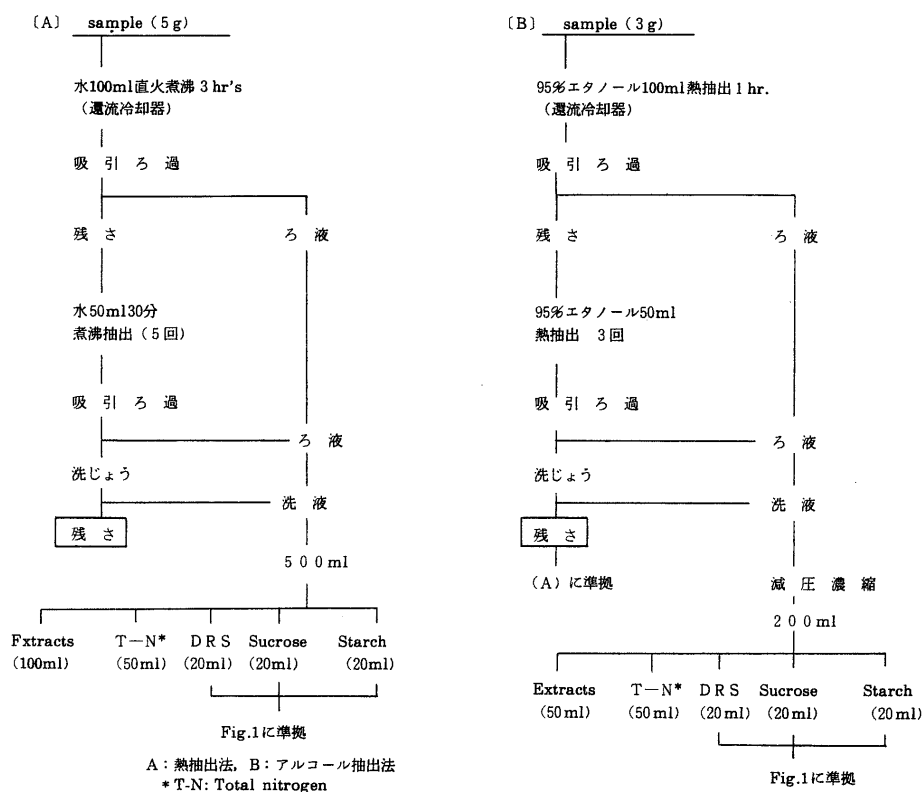 〔A〕 sample (5g)
水100ml直火煮沸 3 hr's
(還流冷却器)
吸引ろ過
残さ ろ液
水50ml30分
煮沸抽出(5回)
吸引ろ過
ろ液
洗じょう
洗液
残さ
500ml
Fxtracts T−N* DRS Sucrose Starch
(100ml) (50ml) (20ml) (20ml) (20ml)
Fig.1に準拠
A:熱抽出法, B:アルコール抽出法
* T-N: Total nitrogen
〔B〕 sample (3g)
95%エタノール100ml熱抽出1hr.
(還流冷却器)
吸引ろ過
残さ ろ液
95%エタノール50ml
熱抽出 3回
吸引ろ過
ろ液
洗じょう
洗液
残さ
(A)に準拠 減圧濃縮
200ml
Extracts T−N* DRS Sucrose Starch
(50ml) (50ml) (20ml) (20ml) (20ml)
Fig.1に準拠